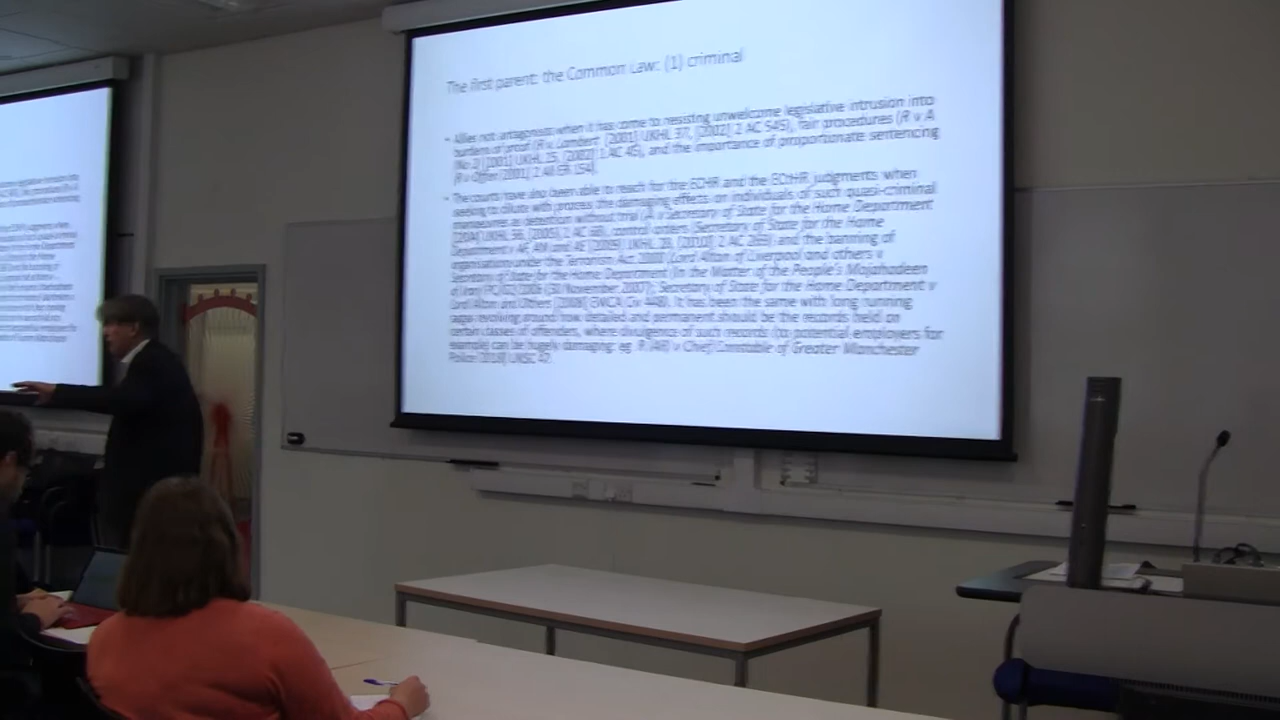 The first parent: the Common Law: (1) criminal
• Allies not antagonists when it has come to resisting unwelcome legislative intrusion into
burdens of proof (R v Lambert [2001] UKHL 37, [2002] 2 AC 545), fair procedures (R v A
(No 2) [2001] UKHL 25, [2002] 1 AC 45), and the importance of proportionate sentencing
(R v Offen [2001] 2 All ER 154).
• The courts have also been able to reach for the ECHR and the ECtHR judgments when
seeking to dilute with process the damaging effects on individuals of such quasi-criminal
measures as detention without trial (A v Secretary of State for the Home Department
[2004] UKHL 56, [2005] 2 AC 68), control orders (Secretary of State for the Home
Department v AF, AM and AE [2009] UKHL 28, [2010] 2 AC 269) and the banning of
organisations under the Terrorism Act 2000 (Lord Alton of Liverpool and others v
Secretary of State for the Home Department (In the Matter of the People's Mojahadeen
of Iran) PC/02/2006 (30 November 2007); Secretary of State for the Home Department v
Lord Alton and Others [2008] EWCA Civ 443). It has been the same with long running
sagas revolving around how detailed and permanent should be the records held on
certain classes of offenders, where divulgence of such records (to potential employers for
example) can be hugely damaging: eg R (AR) v Chief Constable of Greater Manchester
Police [2018] UKSC 47.